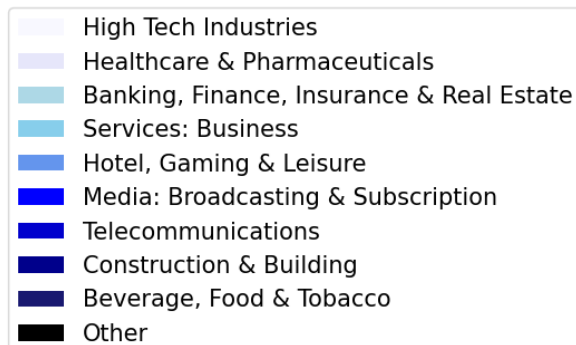 High Tech Industries
Healthcare & Pharmaceuticals
Banking, Finance, Insurance & Real Estate
Services: Business
Hotel, Gaming & Leisure
Media: Broadcasting & Subscription
Telecommunications
Construction & Building
Beverage, Food & Tobacco
Other